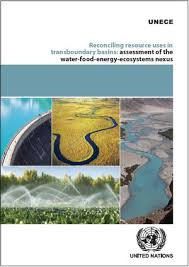 UNECE
Reconciling resource uses in
transboundary basins: assessment of the
water-food-energy-ecosystems nexus
UNITED NATIONS